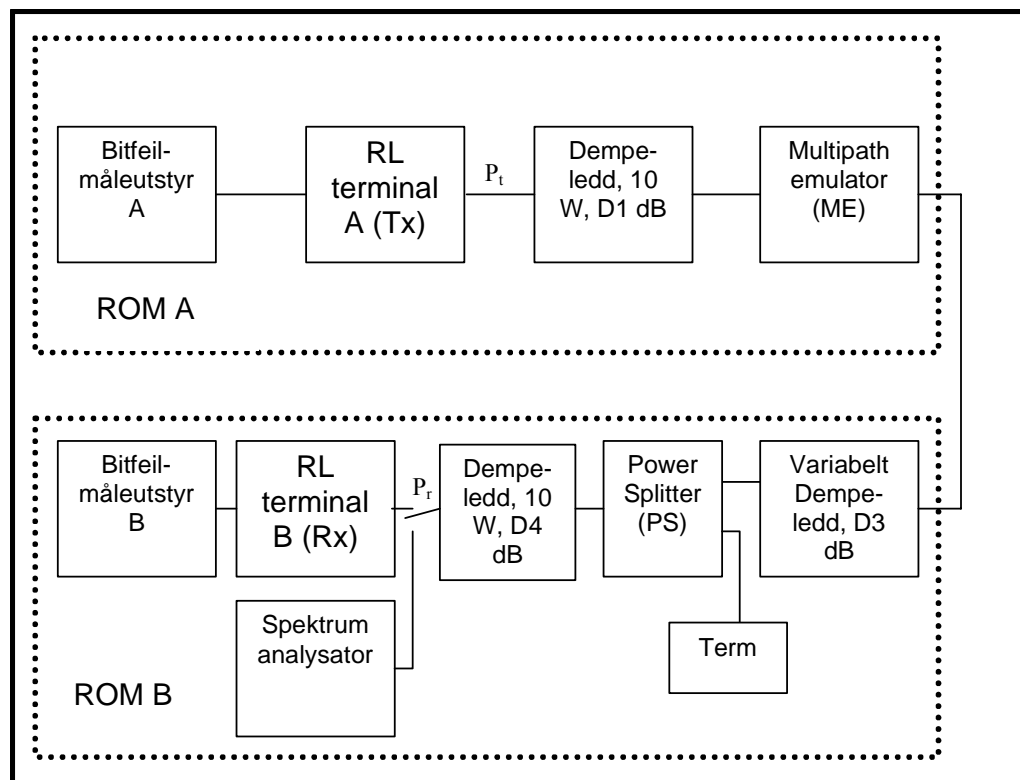 Bitfeil-
måleutstyr
A
RL
terminal
A (Tx)
Pt
Dempe-
ledd, 10
W, D1 dB
Multipath
emulator
(ME)
ROM A
Bitfeil-
måleutstyr
B
RL
terminal
B (Rx)
Pr
Dempe-
ledd, 10
W, D4
dB
Power
Splitter
(PS)
Variabelt
Dempe-
ledd, D3
dB
Spektrum
analysator
Term
ROM B